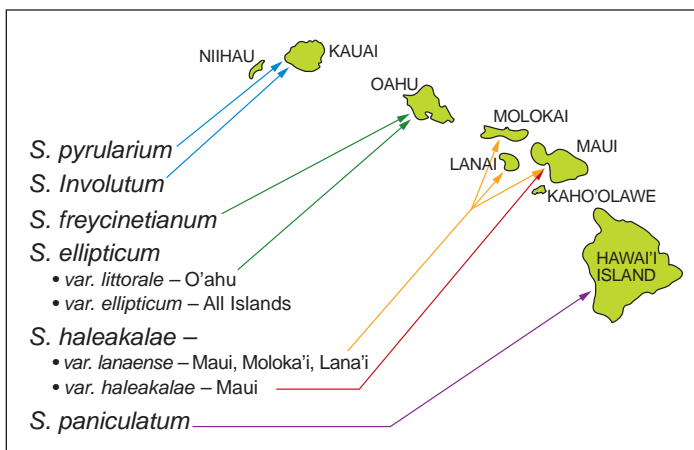 NIIHAU
KAUAI
OAHU
MOLOKAI
LANAI
MAUI
KAHO'OLAWE
HAWAI'I
ISLAND
S. pyrularium
S. Involutum
S. freycinetianum
S. ellipticum
• var. littorale – O'ahu
• var. ellipticum – All Islands
S. haleakalae –
• var. lanaense – Maui, Moloka'i, Lana'i
• var. haleakalae – Maui
S. paniculatum